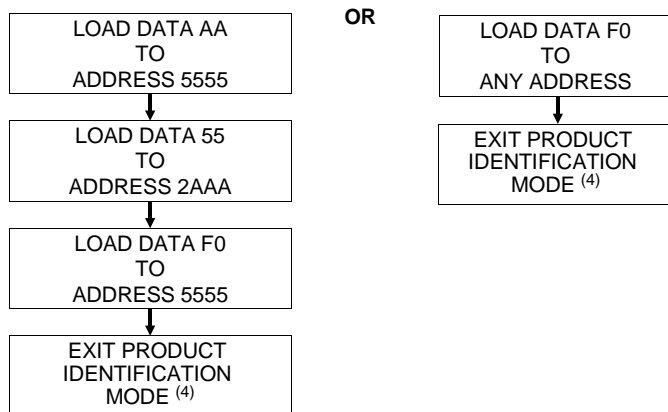 LOAD DATA AA
TO
ADDRESS 5555
LOAD DATA 55
TO
ADDRESS 2AAA
LOAD DATA F0
TO
ADDRESS 5555
EXIT PRODUCT
IDENTIFICATION
MODE (4)
OR
LOAD DATA F0
TO
ANY ADDRESS
EXIT PRODUCT
IDENTIFICATION
MODE (4)